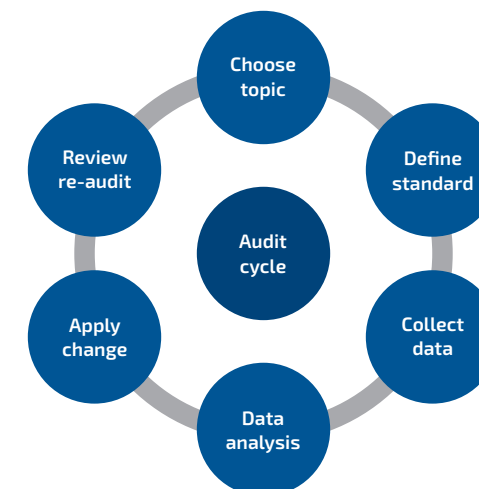 Choose
topic
Define
standard
Collect
data
Data
analysis
Apply
change
Review
re-audit
Audit
cycle